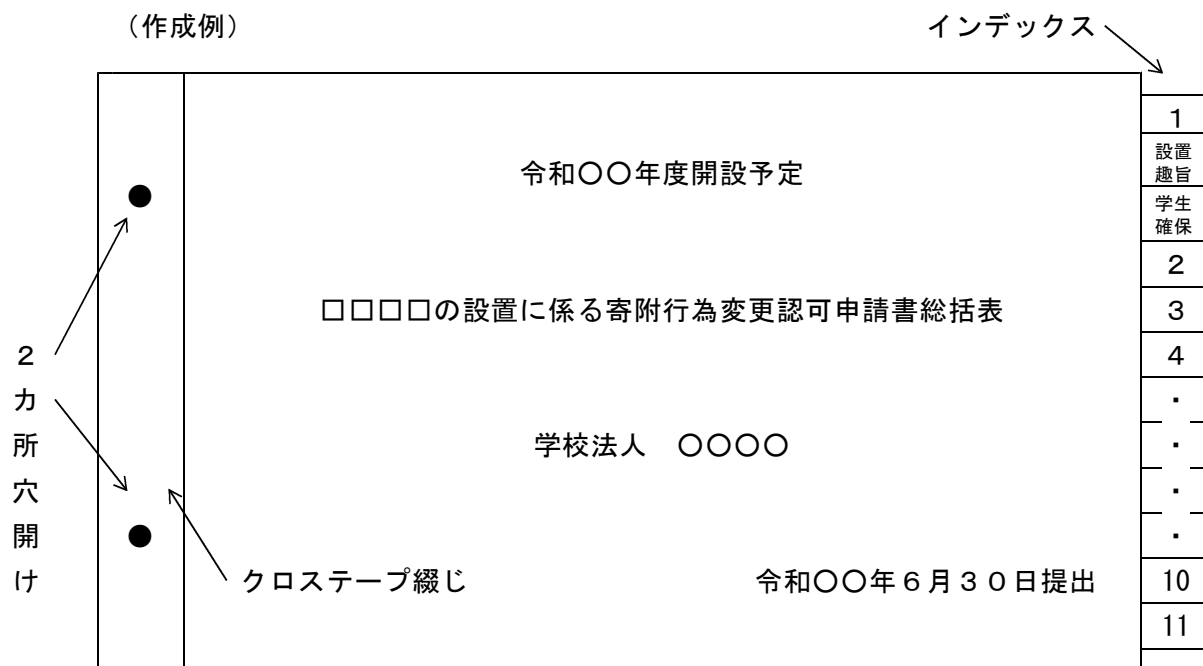 （作成例）
インデックス
令和〇〇年度開設予定
□□□□の設置に係る寄附行為変更認可申請書総括表
学校法人　〇〇〇〇
令和〇〇年６月３０日提出
クロステープ綴じ
２カ所穴開け
1
設置
趣旨
学生
確保
2
3
4
・
・
・
・
10
11